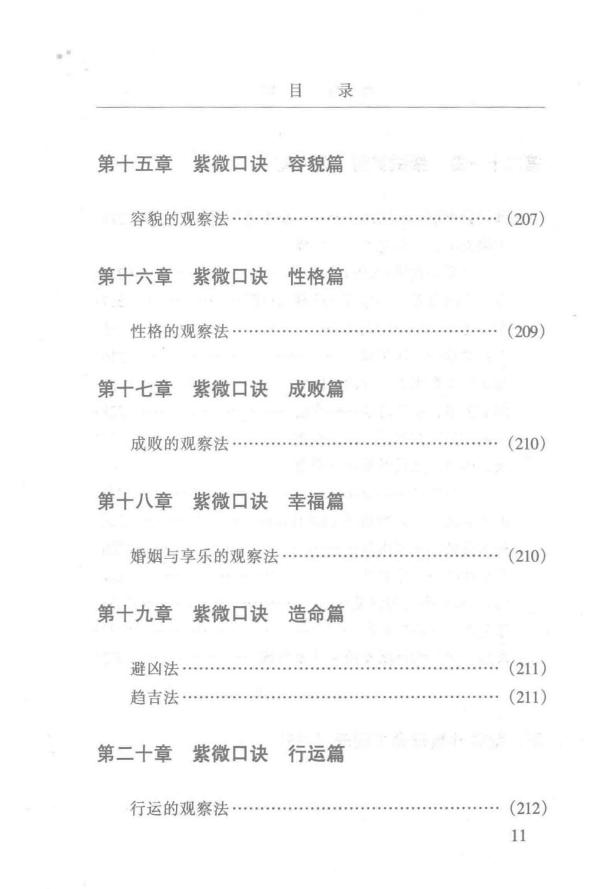 目 录
第十五章 紫微口诀 容貌篇
容貌的观察法……………………………………(207)
第十六章 紫微口诀 性格篇
性格的观察法……………………………………(209)
第十七章 紫微口诀 成败篇
成败的观察法……………………………………(210)
第十八章 紫微口诀 幸福篇
婚姻与享乐的观察法……………………………(210)
第十九章 紫微口诀 造命篇
避凶法……………………………………………(211)
趋吉法……………………………………………(211)
第二十章 紫微口诀 行运篇
行运的观察法……………………………………(212)
11